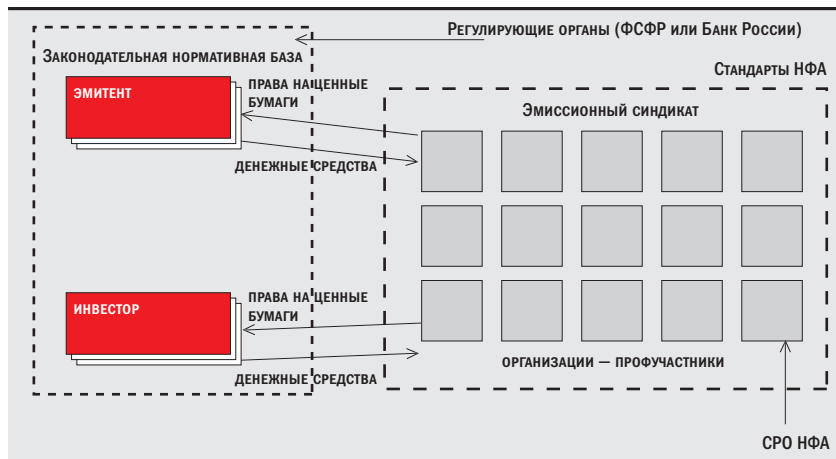 Регулирующие органы (ФСФР или Банк России)
Законодательная нормативная база
Стандарты НФА
эмитент
права на ценные
бумаги
Эмиссионный синдикат
денежные средства
права на ценные
бумаги
инвестор
организации — профучастники
денежные средства
СРО НФА